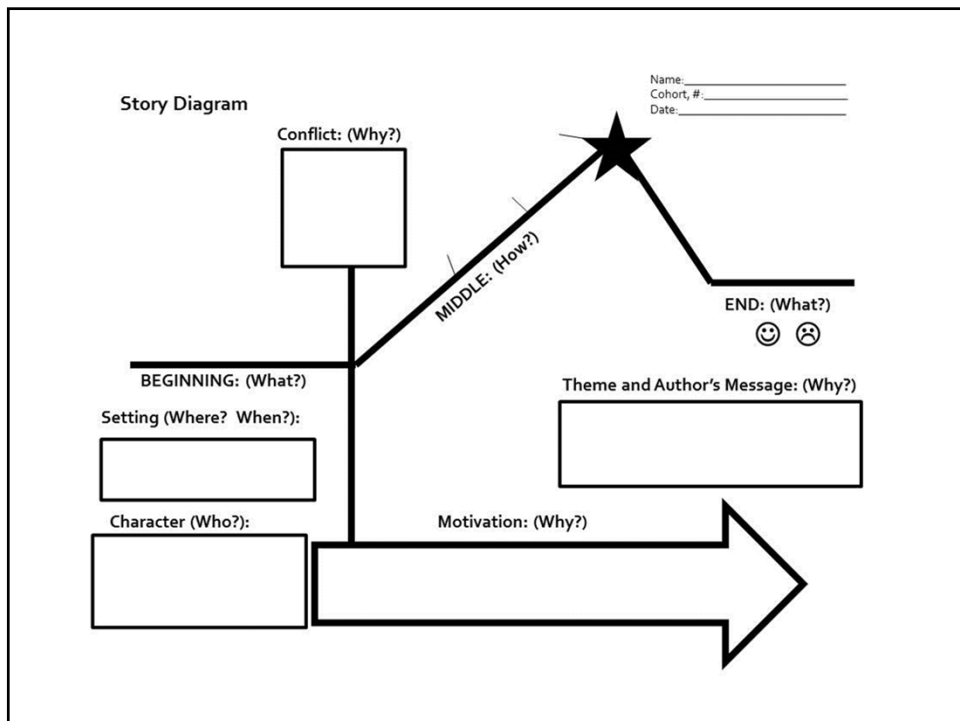 Name:
Cohort, #:
Date:
Story Diagram
Conflict: (Why?)
MIDDLE: (How?)
END: (What?)
BEGINNING: (What?)
Theme and Author’s Message: (Why?)
Setting (Where? When?):
Character (Who?):
Motivation: (Why?)